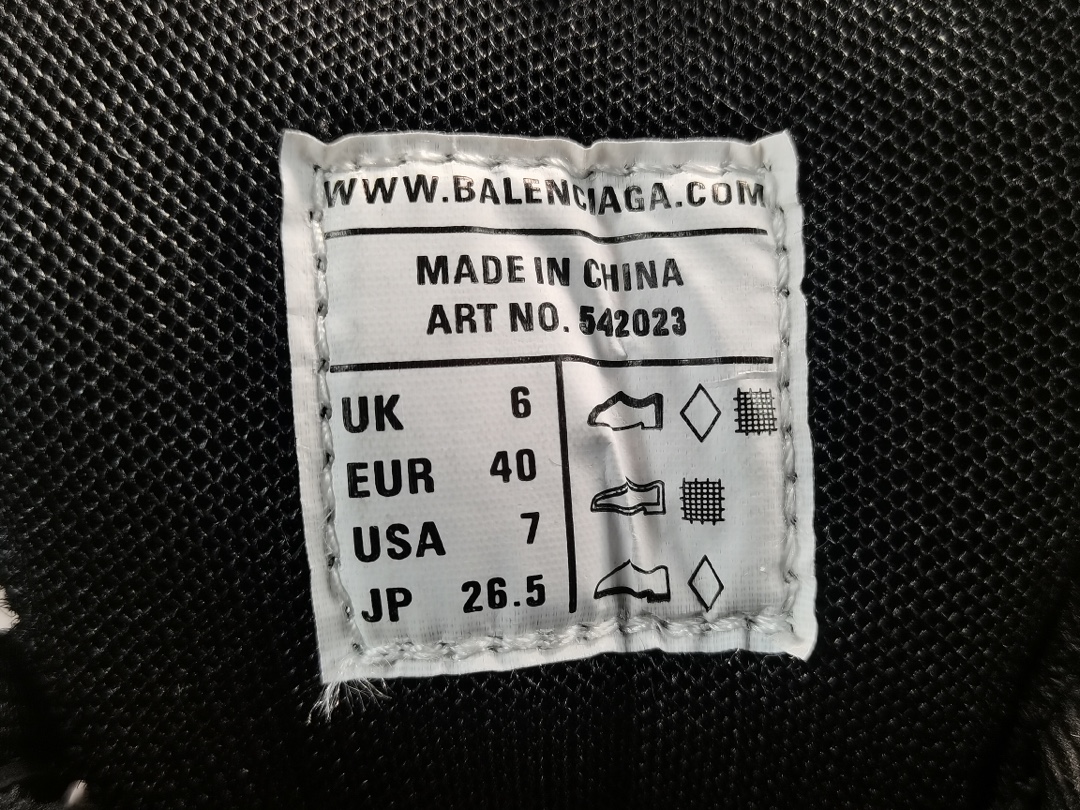 WWW.BALENCIAGA.COM
MADE IN CHINA
ART NO. 542023
UK 6
EUR 40
USA 7
JP 26.5